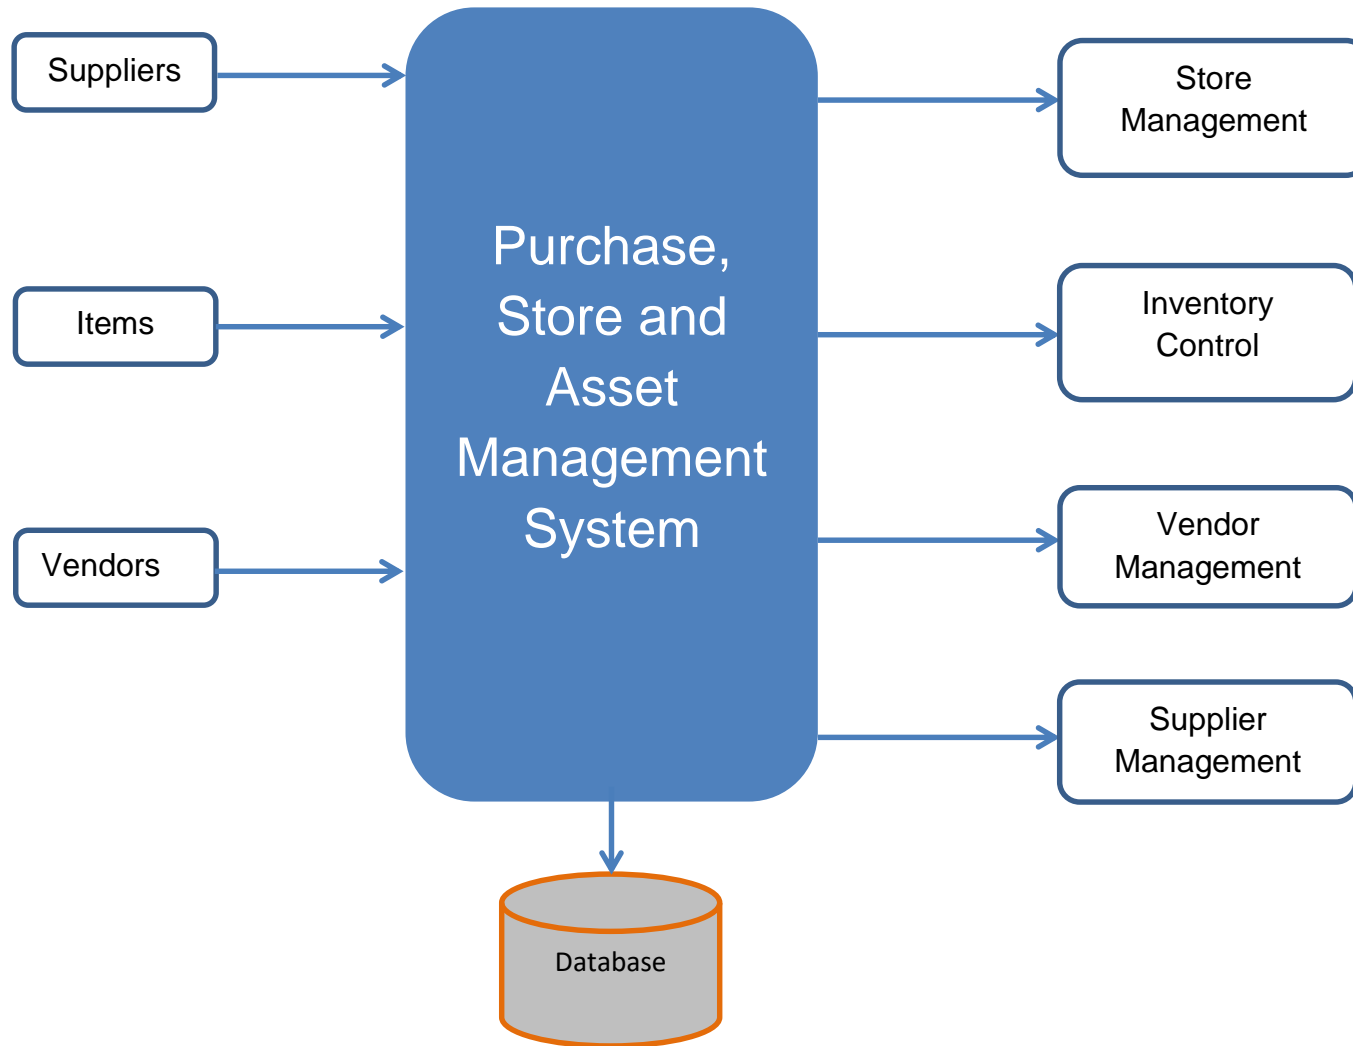 Suppliers
Items
Vendors
Purchase,
Store and
Asset
Management
System
Store
Management
Inventory
Control
Vendor
Management
Supplier
Management
Database